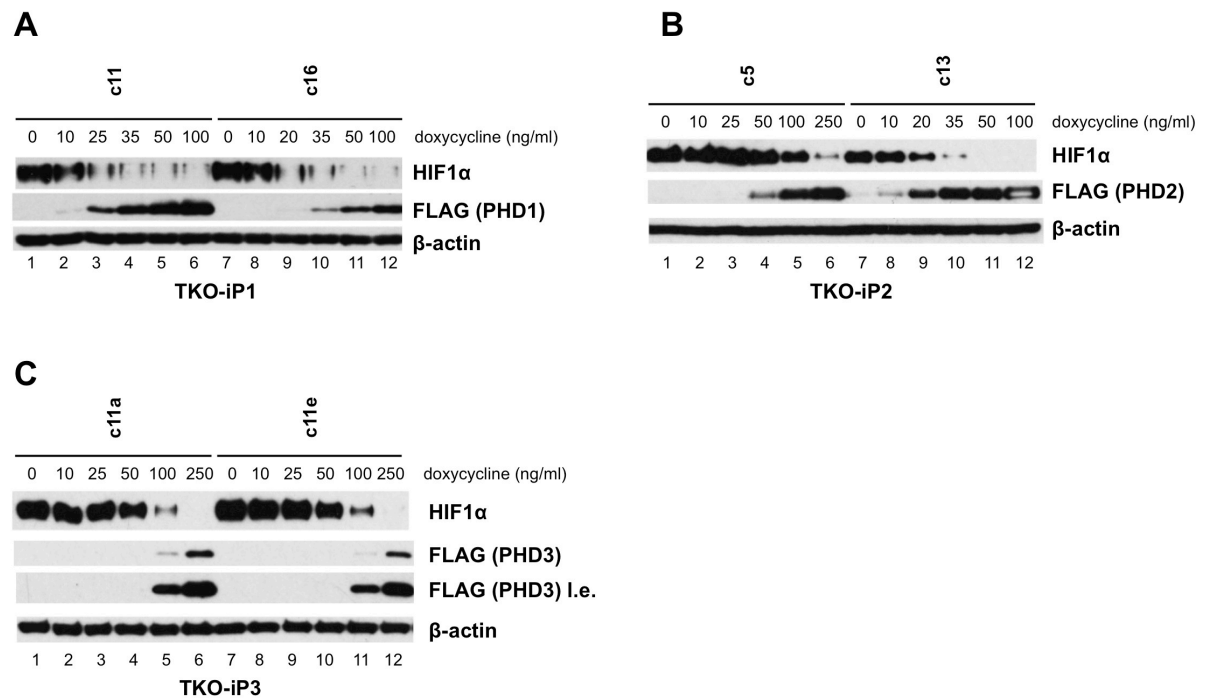 A
c11 c16
0 10 25 35 50 100 0 10 20 35 50 100 doxycycline (ng/ml)
HIF1α
FLAG (PHD1)
β-actin
1 2 3 4 5 6 7 8 9 10 11 12
TKO-iP1
B
c5 c13
0 10 25 50 100 250 0 10 20 35 50 100 doxycycline (ng/ml)
HIF1α
FLAG (PHD2)
β-actin
1 2 3 4 5 6 7 8 9 10 11 12
TKO-iP2
C
c11a c11e
0 10 25 50 100 250 0 10 25 50 100 250 doxycycline (ng/ml)
HIF1α
FLAG (PHD3)
FLAG (PHD3) l.e.
β-actin
1 2 3 4 5 6 7 8 9 10 11 12
TKO-iP3